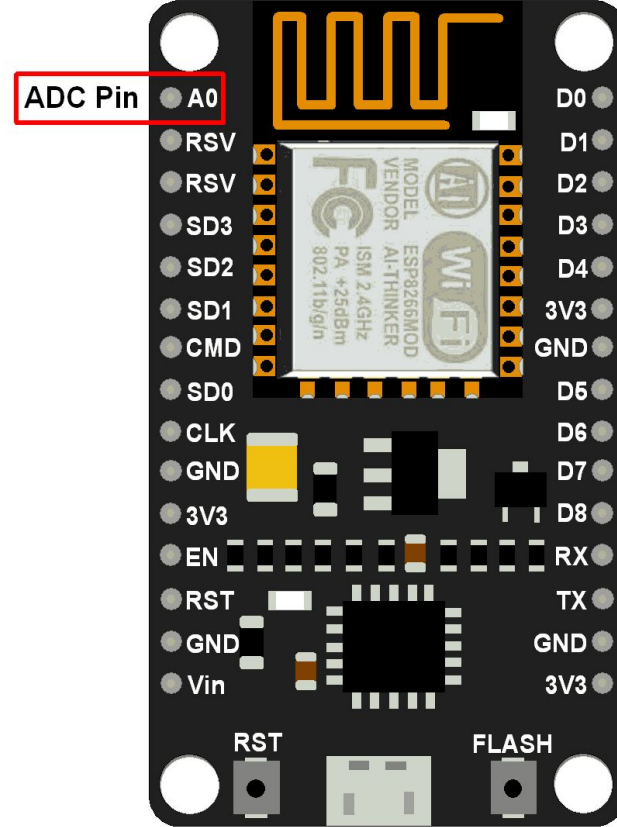 ADC Pin
A0
RSV
RSV
SD3
SD2
SD1
CMD
SD0
CLK
GND
3V3
EN
RST
GND
Vin
D0
D1
D2
D3
D4
3V3
GND
D5
D6
D7
D8
RX
TX
GND
3V3
MODEL ESP8266MOD
VENDOR AI-THINKER
ISM 2.4GHz
PA +25dBm
802.11b/g/n
FC
AI
Wi Fi
RST
FLASH